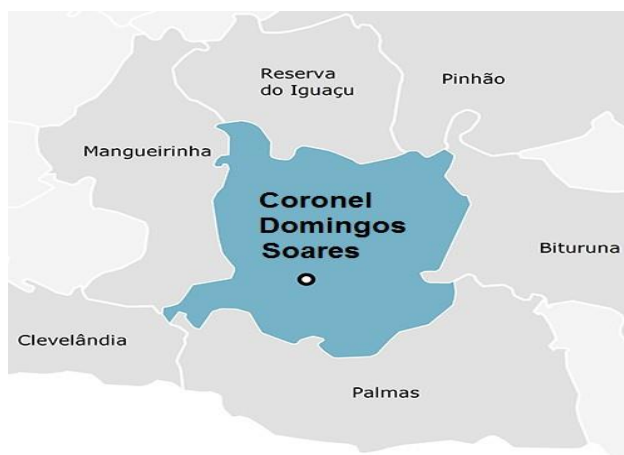 Reserva
do Iguaçu
Pinhão
Mangueirinha
Coronel
Domingos
Soares
Bituruna
Clevelândia
Palmas